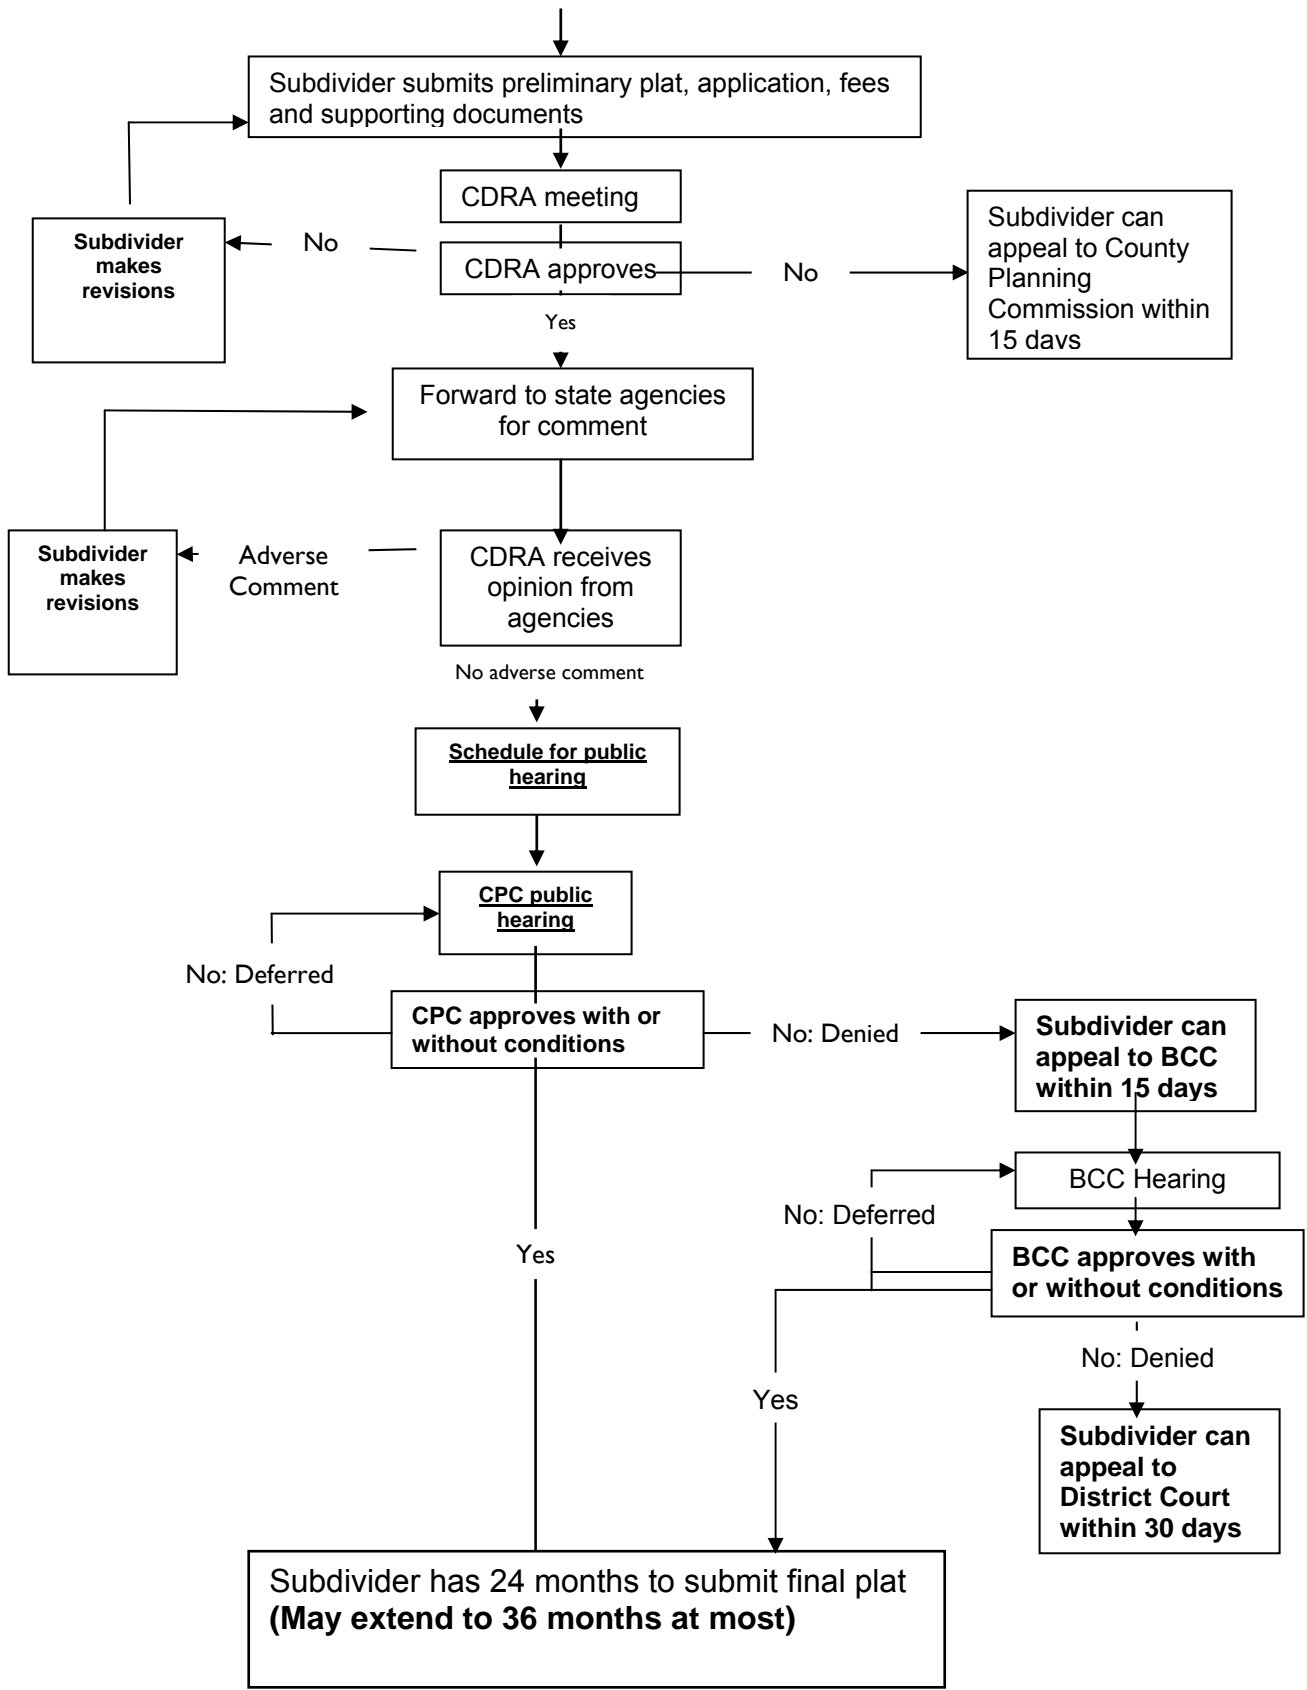 Subdivider submits preliminary plat, application, fees
and supporting documents
CDRA meeting
Subdivider
makes
revisions
No
CDRA approves
No
Subdivider can
appeal to County
Planning
Commission within
15 days
Yes
Forward to state agencies
for comment
Subdivider
makes
revisions
Adverse
Comment
CDRA receives
opinion from
agencies
No adverse comment
Schedule for public
hearing
CPC public
hearing
No: Deferred
CPC approves with or
without conditions
No: Denied
Subdivider can
appeal to BCC
within 15 days
BCC Hearing
No: Deferred
Yes
BCC approves with
or without conditions
No: Denied
Yes
Subdivider can
appeal to
District Court
within 30 days
Subdivider has 24 months to submit final plat
(May extend to 36 months at most)